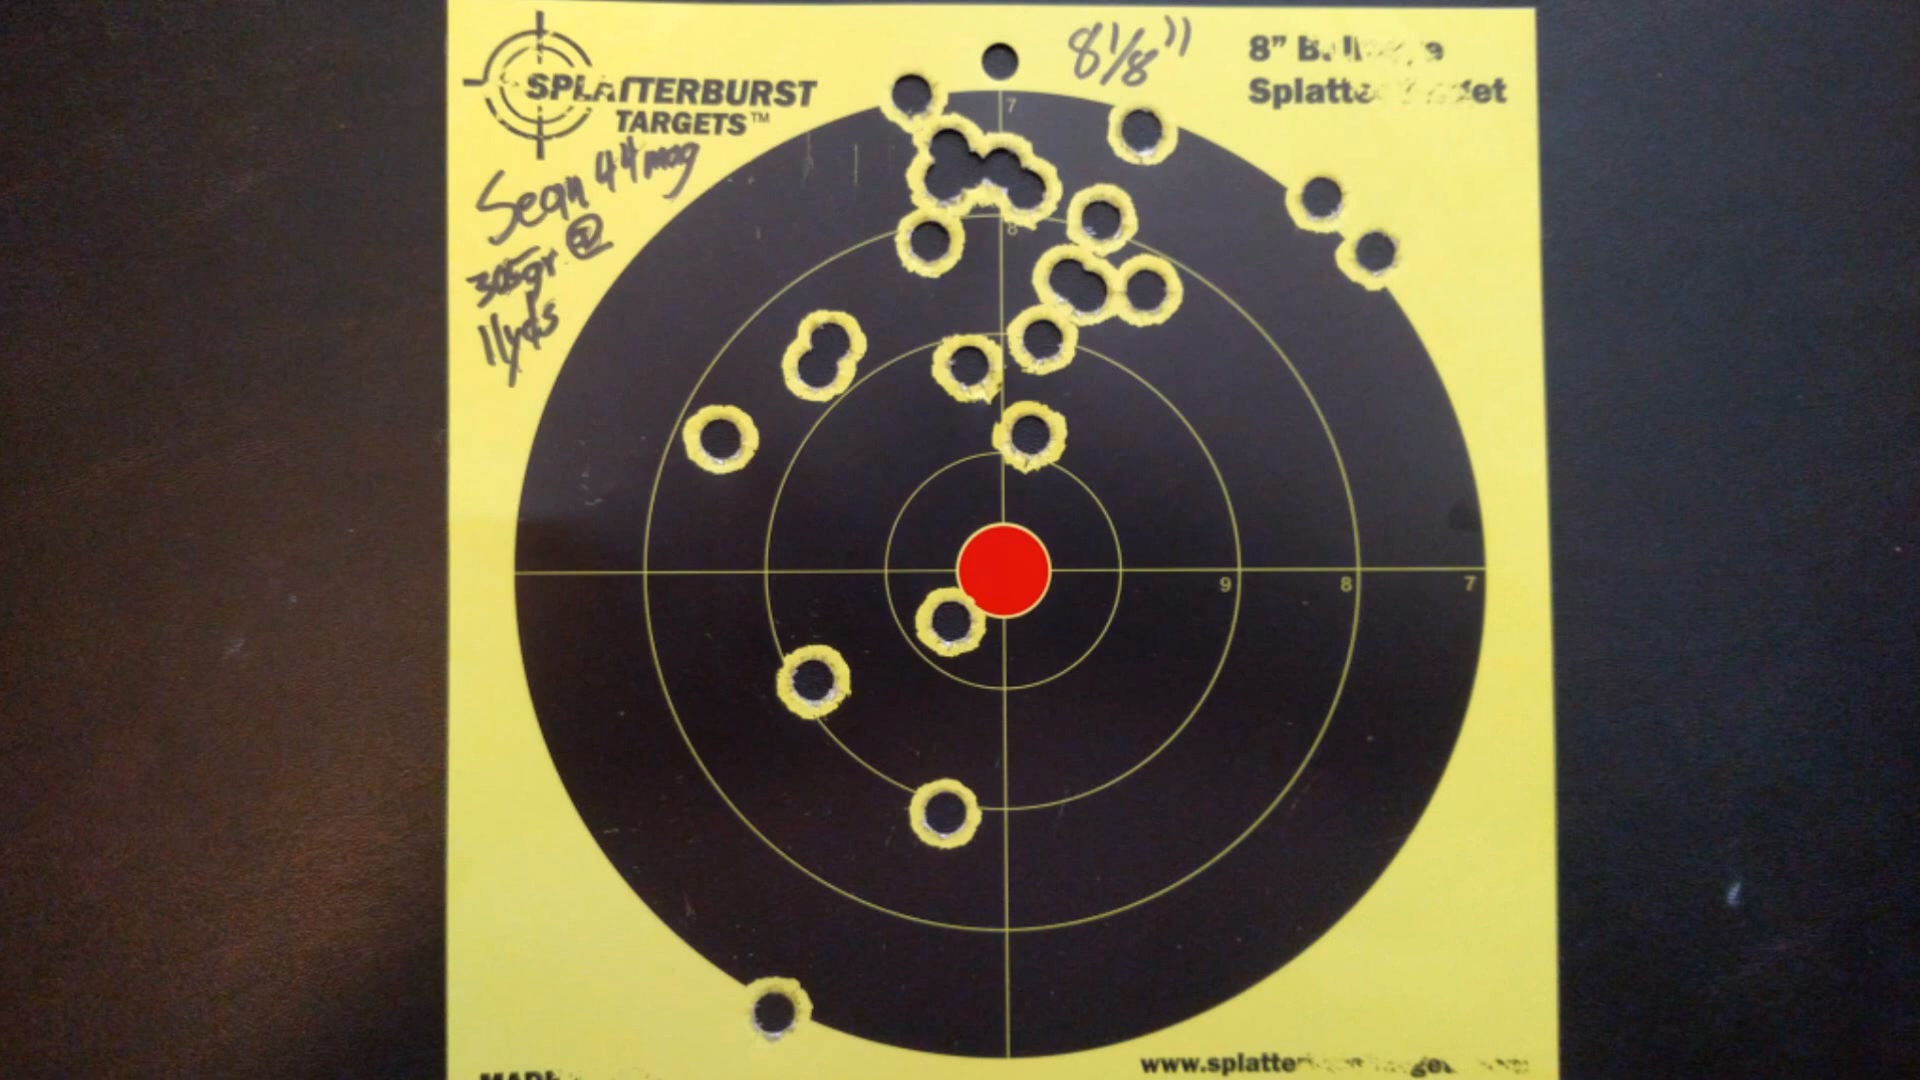 SPLATTERBURST
TARGETS™
8 1/8"
8"
Splatter
Sean 44 mag
305gr @
11yds
7
8
9 8 7
www.splatter